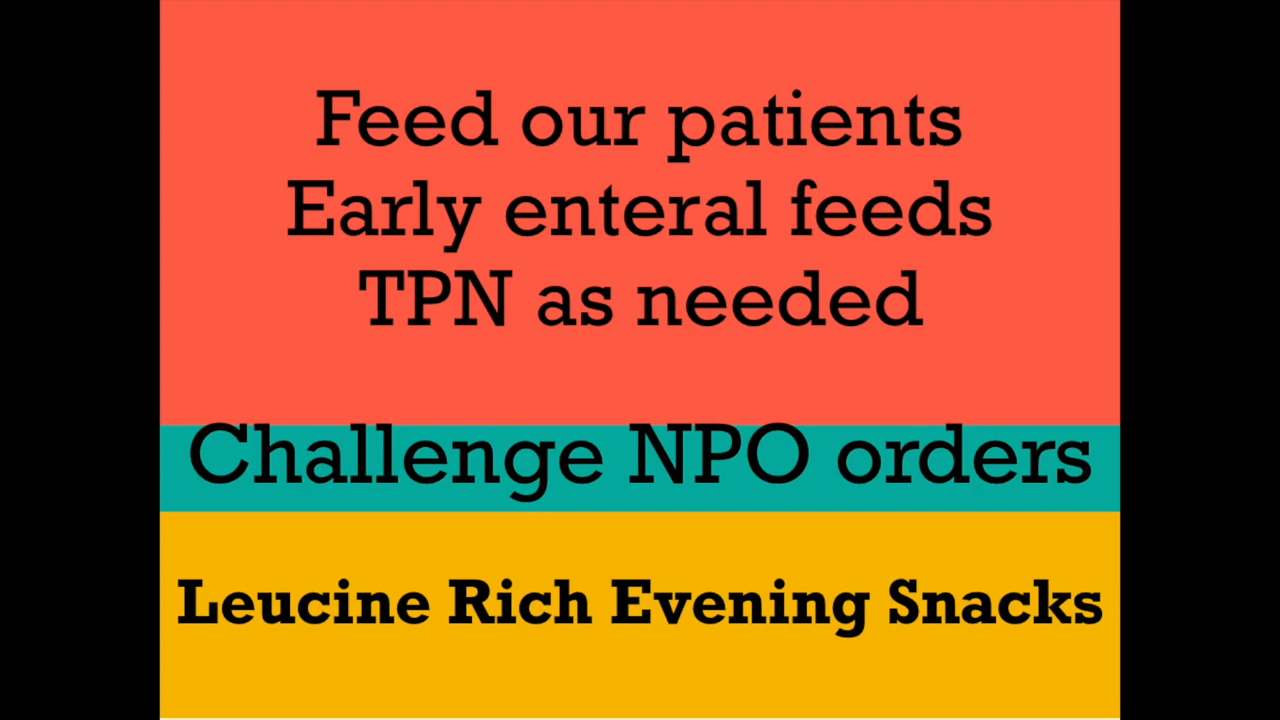 Feed our patients
Early enteral feeds
TPN as needed
Challenge NPO orders
Leucine Rich Evening Snacks